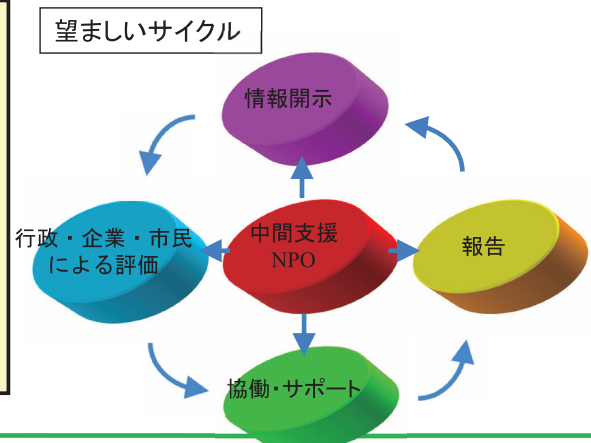 望ましいサイクル
情報開示
行政・企業・市民
による評価
中間支援
NPO
報告
協働・サポート